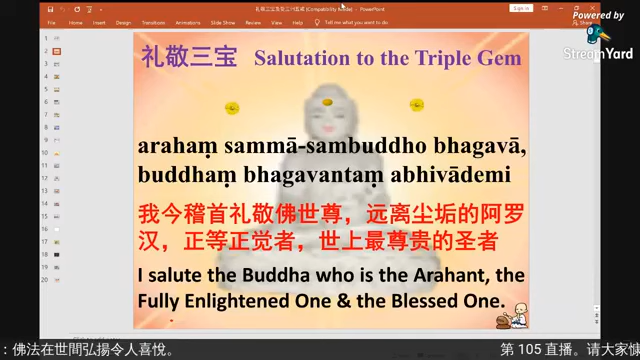 Powered by
StreamYard
File Home Insert Design Transitions Animations Slide Show Review View Help Tell me what you want to do
Sign in
礼敬三宝 Salutation to the Triple Gem
arahaṃ sammā-sambuddho bhagavā,
buddhaṃ bhagavantaṃ abhivādemi
我今稽首礼敬佛世尊，远离尘垢的阿罗
汉，正等正觉者，世上最尊贵的圣者
I salute the Buddha who is the Arahant, the
Fully Enlightened One & the Blessed One.
：佛法在世間弘揚令人喜悅。 第 105 直播。请大家慷